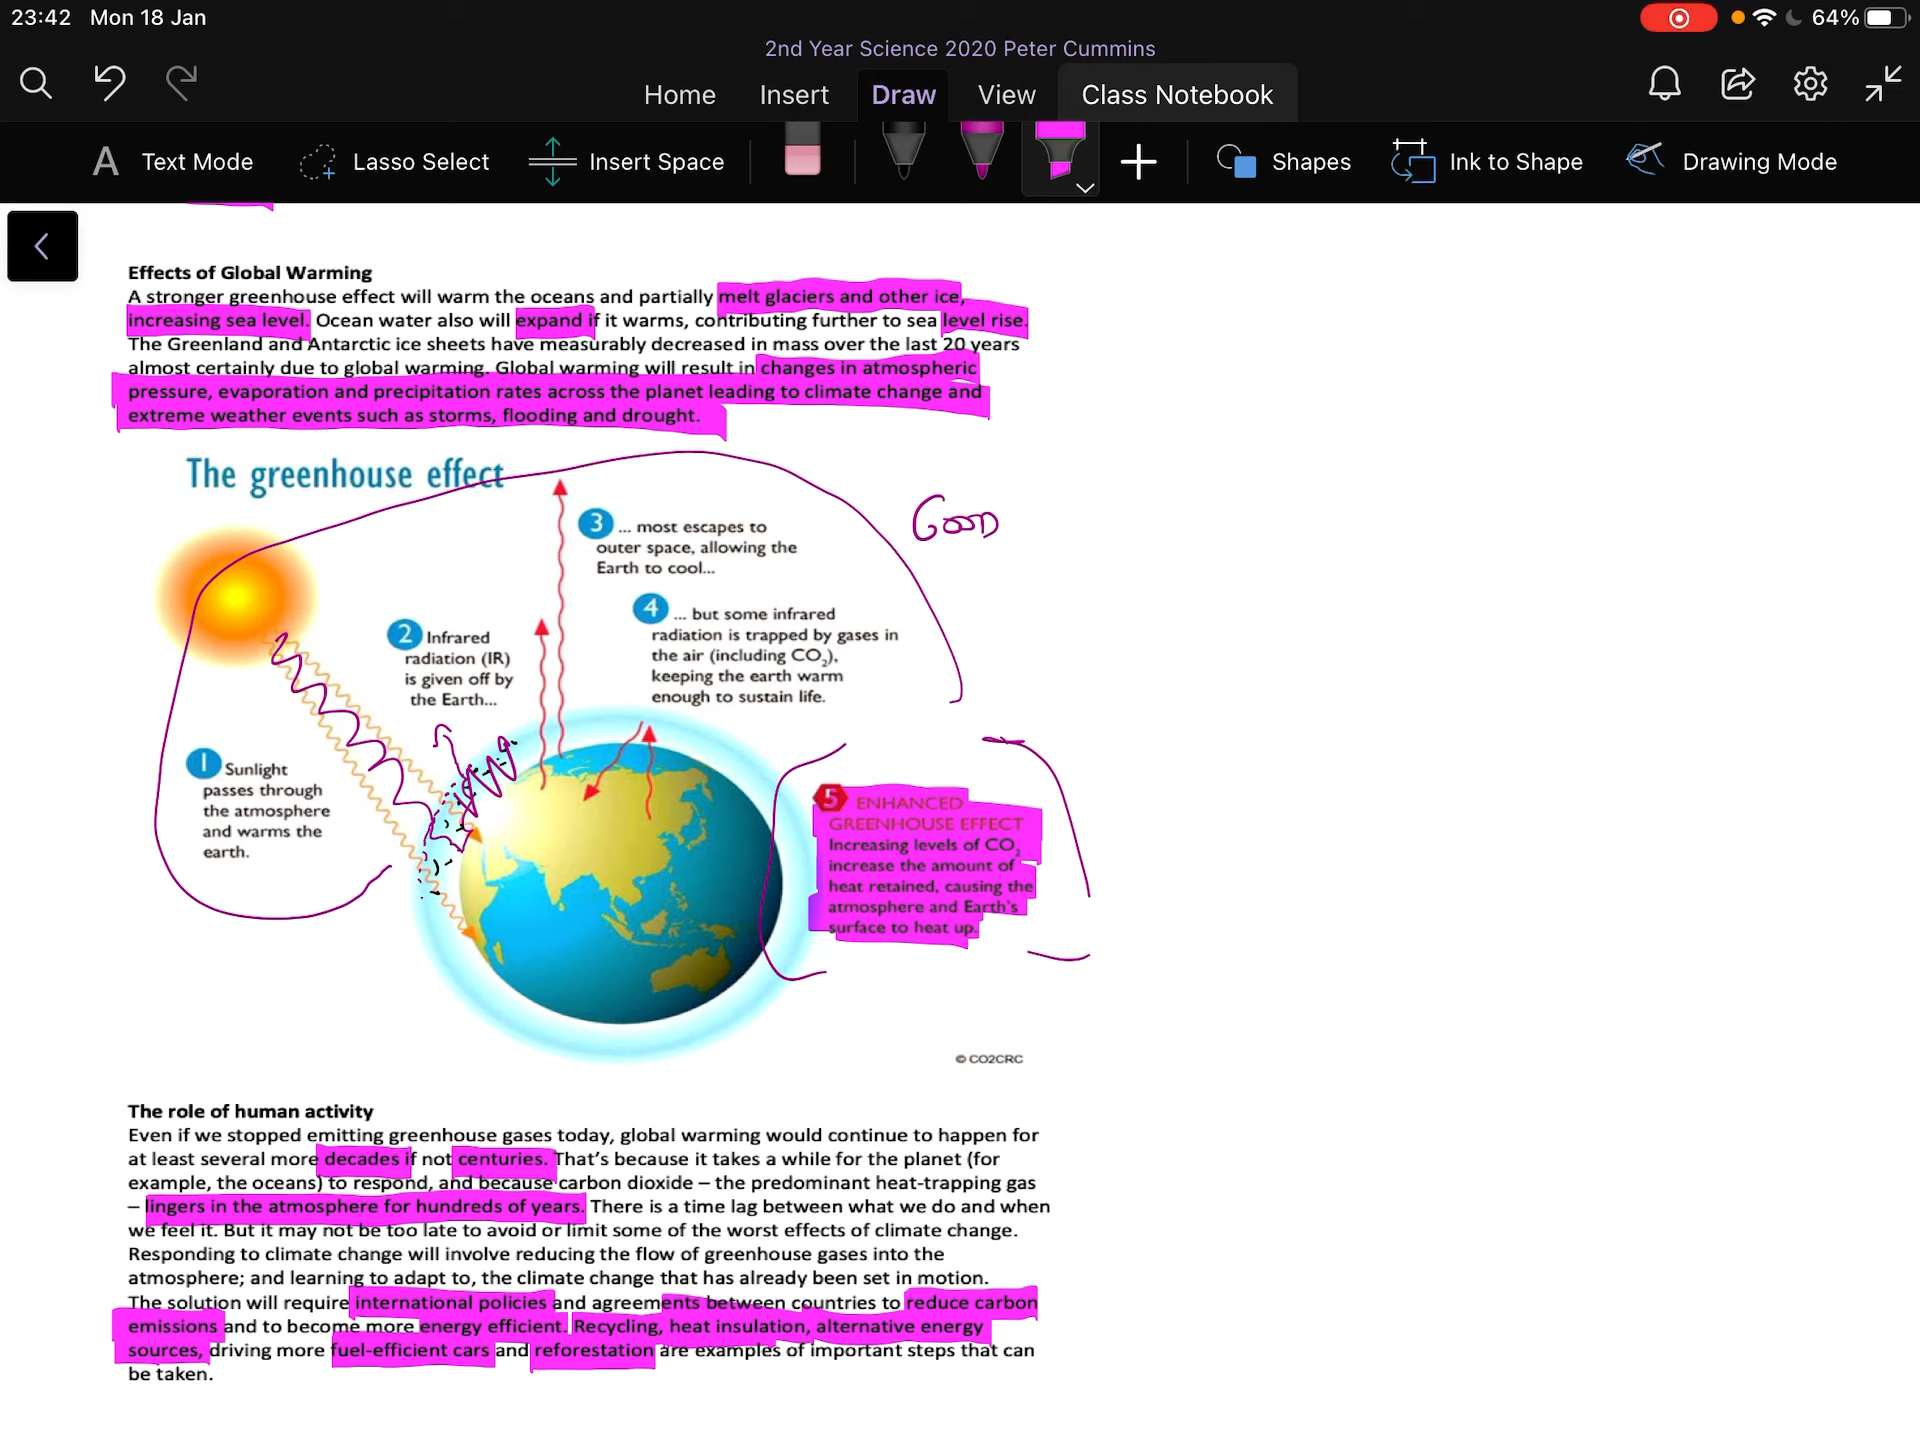 23:42 Mon 18 Jan
64%
2nd Year Science 2020 Peter Cummins
Home Insert Draw View Class Notebook
A Text Mode Lasso Select Insert Space Shapes Ink to Shape Drawing Mode
Effects of Global Warming
A stronger greenhouse effect will warm the oceans and partially melt glaciers and other ice,
increasing sea level. Ocean water also will expand if it warms, contributing further to sea level rise.
The Greenland and Antarctic ice sheets have measurably decreased in mass over the last 20 years
almost certainly due to global warming. Global warming will result in changes in atmospheric
pressure, evaporation and precipitation rates across the planet leading to climate change and
extreme weather events such as storms, flooding and drought.
The greenhouse effect
Good
3 ... most escapes to
outer space, allowing the
Earth to cool...
4 ... but some infrared
radiation is trapped by gases in
the air (including CO₂),
keeping the earth warm
enough to sustain life.
2 Infrared
radiation (IR)
is given off by
the Earth...
1 Sunlight
passes through
the atmosphere
and warms the
earth.
5 ENHANCED
GREENHOUSE EFFECT
Increasing levels of CO₂
increase the amount of
heat retained, causing the
atmosphere and Earth's
surface to heat up.
© CO2CRC
The role of human activity
Even if we stopped emitting greenhouse gases today, global warming would continue to happen for
at least several more decades if not centuries. That's because it takes a while for the planet (for
example, the oceans) to respond, and because carbon dioxide – the predominant heat-trapping gas
– lingers in the atmosphere for hundreds of years. There is a time lag between what we do and when
we feel it. But it may not be too late to avoid or limit some of the worst effects of climate change.
Responding to climate change will involve reducing the flow of greenhouse gases into the
atmosphere; and learning to adapt to, the climate change that has already been set in motion.
The solution will require international policies and agreements between countries to reduce carbon
emissions and to become more energy efficient. Recycling, heat insulation, alternative energy
sources, driving more fuel-efficient cars and reforestation are examples of important steps that can
be taken.